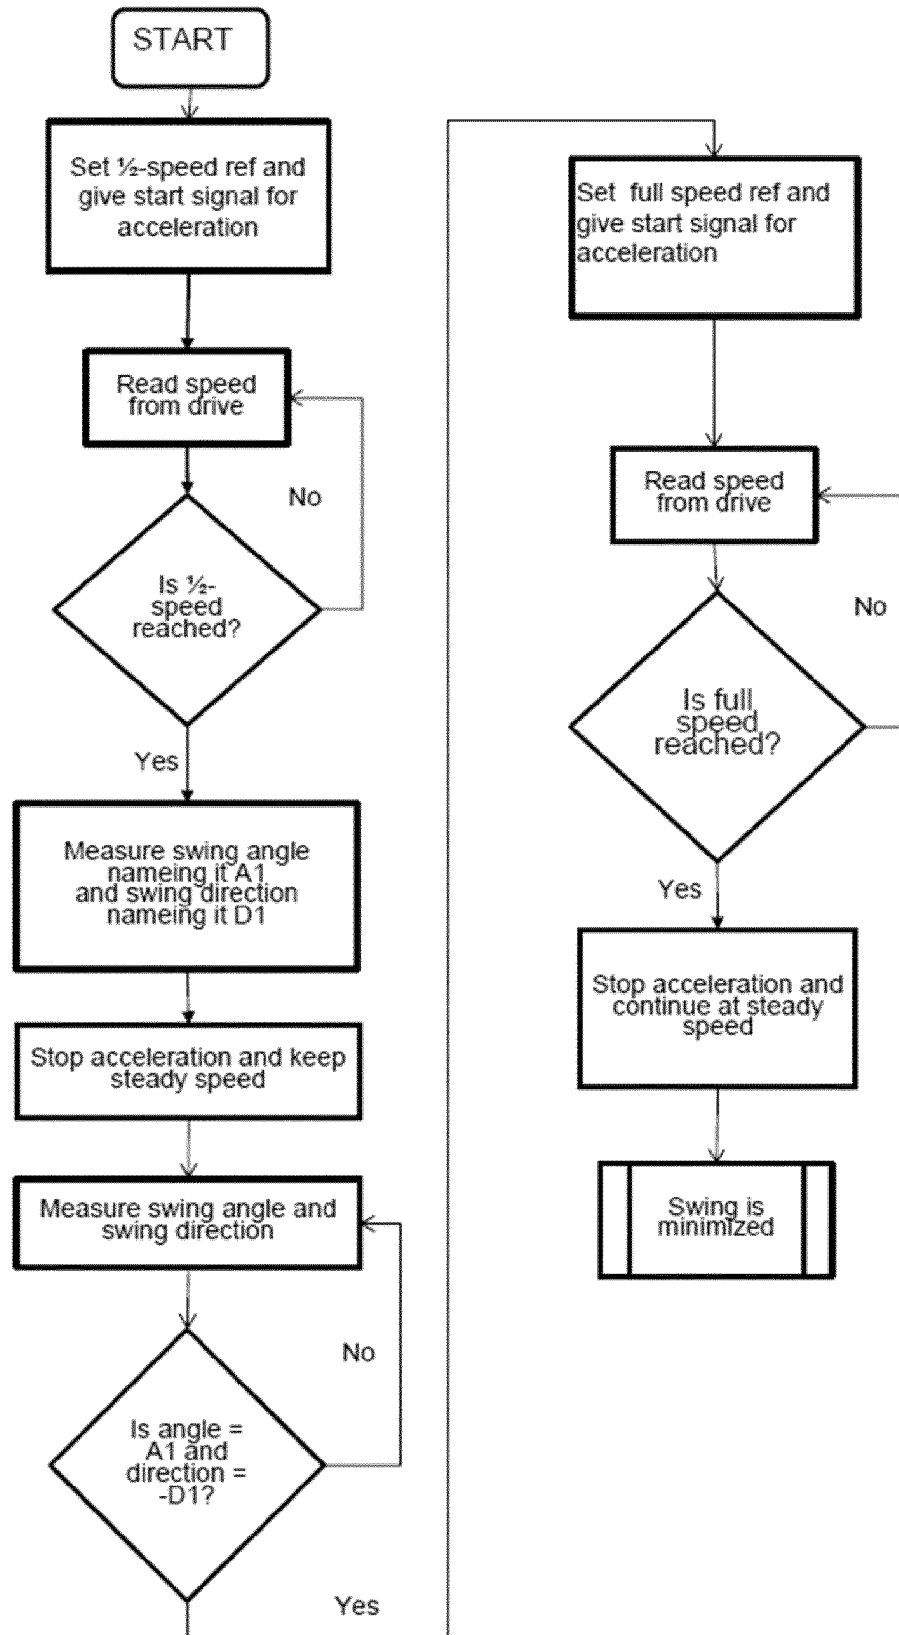 START
Set ½-speed ref and
give start signal for
acceleration
Read speed
from drive
No
Is ½-
speed
reached?
Yes
Measure swing angle
nameing it A1
and swing direction
nameing it D1
Stop acceleration and keep
steady speed
Measure swing angle and
swing direction
No
Is angle =
A1 and
direction =
-D1?
Yes
Set full speed ref and
give start signal for
acceleration
Read speed
from drive
No
Is full
speed
reached?
Yes
Stop acceleration and
continue at steady
speed
Swing is
minimized